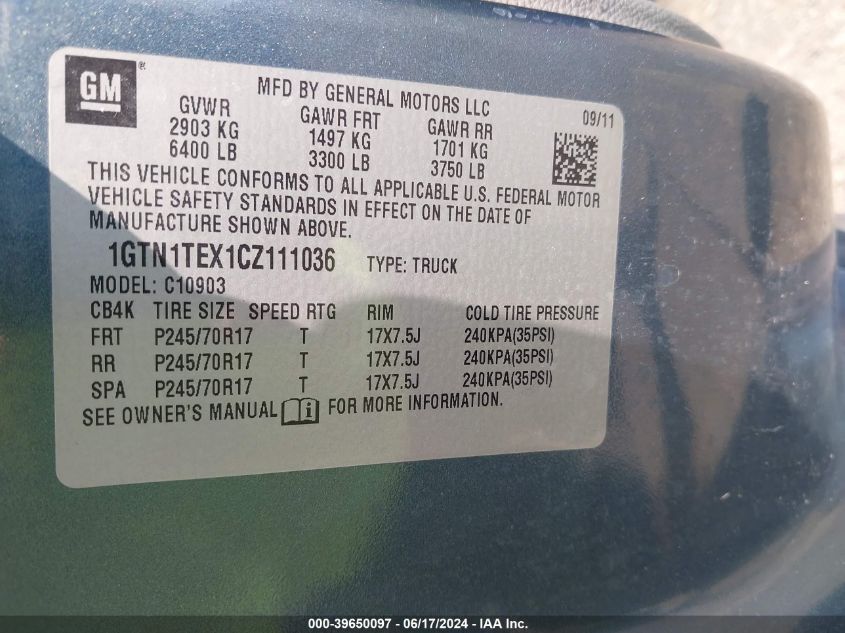 GM®
MFD BY GENERAL MOTORS LLC
09/11
GVWR GAWR FRT GAWR RR
2903 KG 1497 KG 1701 KG
6400 LB 3300 LB 3750 LB
THIS VEHICLE CONFORMS TO ALL APPLICABLE U.S. FEDERAL MOTOR
VEHICLE SAFETY STANDARDS IN EFFECT ON THE DATE OF
MANUFACTURE SHOWN ABOVE.
1GTN1TEX1CZ111036 TYPE: TRUCK
MODEL: C10903
CB4K TIRE SIZE SPEED RTG RIM COLD TIRE PRESSURE
FRT P245/70R17 T 17X7.5J 240KPA(35PSI)
RR P245/70R17 T 17X7.5J 240KPA(35PSI)
SPA P245/70R17 T 17X7.5J 240KPA(35PSI)
SEE OWNER'S MANUAL i FOR MORE INFORMATION.
000-39650097 - 06/17/2024 - IAA Inc.